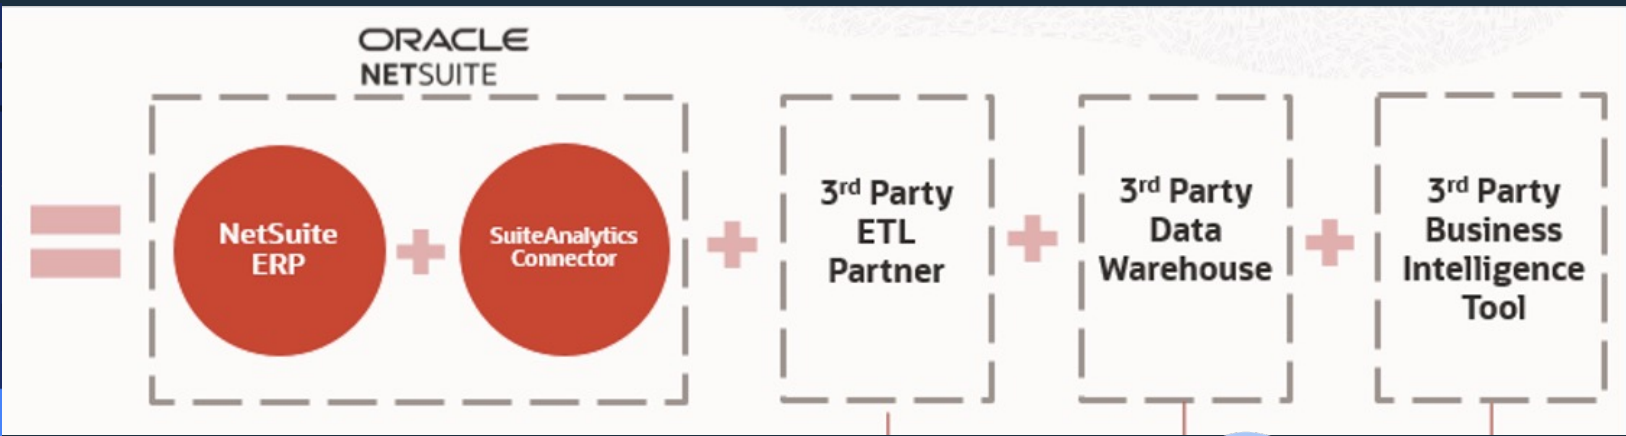 ORACLE
NETSUITE
NetSuite
ERP
SuiteAnalytics
Connector
3rd Party
ETL
Partner
3rd Party
Data
Warehouse
3rd Party
Business
Intelligence
Tool